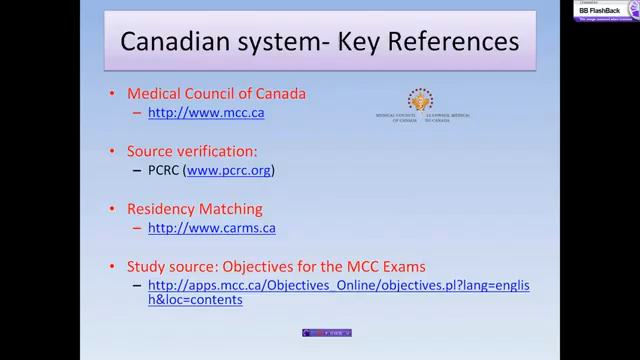 BB FlashBack
Canadian system- Key References
• Medical Council of Canada
– http://www.mcc.ca
MEDICAL COUNCIL LE CONSEIL MÉDICAL
OF CANADA DU CANADA
• Source verification:
– PCRC (www.pcrc.org)
• Residency Matching
– http://www.carms.ca
• Study source: Objectives for the MCC Exams
– http://apps.mcc.ca/Objectives_Online/objectives.pl?lang=englis
h&loc=contents